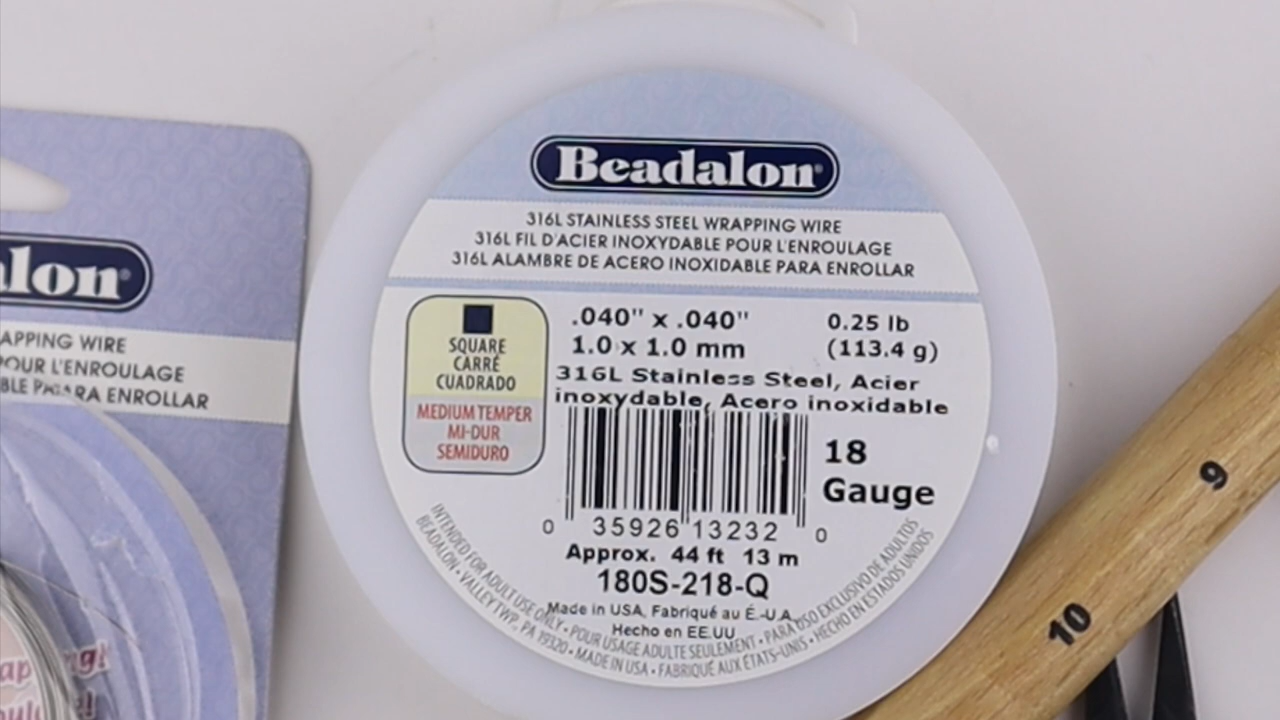 Beadalon
316L STAINLESS STEEL WRAPPING WIRE
316L FIL D'ACIER INOXYDABLE POUR L'ENROULAGE
316L ALAMBRE DE ACERO INOXIDABLE PARA ENROLLAR
SQUARE
CARRÉ
CUADRADO
MEDIUM TEMPER
MI-DUR
SEMIDURO
.040" x .040"
1.0 x 1.0 mm
0.25 lb
(113.4 g)
316L Stainless Steel, Acier
inoxydable, Acero inoxidable
18
Gauge
0 35926 13232 0
Approx. 44 ft 13 m
180S-218-Q
Made in USA, Fabriqué au É.-U.A.
Hecho en EE.UU
INTENDED FOR ADULT USE ONLY • POUR USAGE ADULTE SEULEMENT • PARA USO EXCLUSIVO DE ADULTOS
BEADALON • VALLEY TWP, PA 19320 • MADE IN USA • FABRIQUÉ AUX ÉTATS-UNIS • HECHO EN ESTADOS UNIDOS
alon
APPING WIRE
POUR L'ENROULAGE
BLE PARA ENROLLAR
9
10